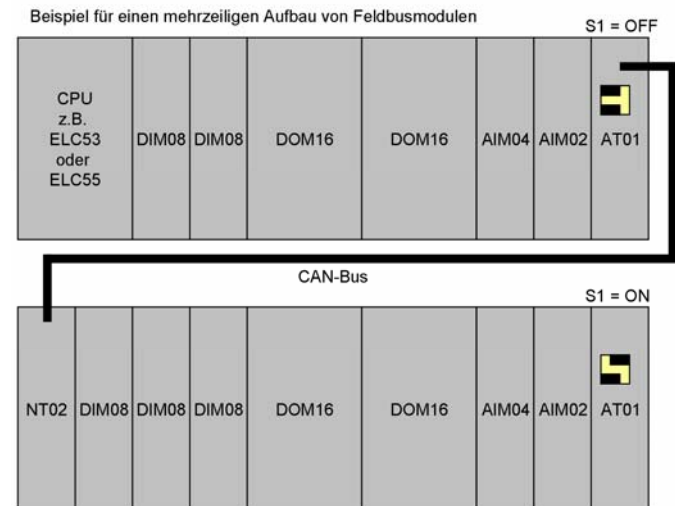 Beispiel für einen mehrzeiligen Aufbau von Feldbusmodulen
S1 = OFF
CPU
z.B.
ELC53
oder
ELC55
DIM08
DIM08
DOM16
DOM16
AIM04
AIM02
AT01
CAN-Bus
S1 = ON
NT02
DIM08
DIM08
DIM08
DOM16
DOM16
AIM04
AIM02
AT01